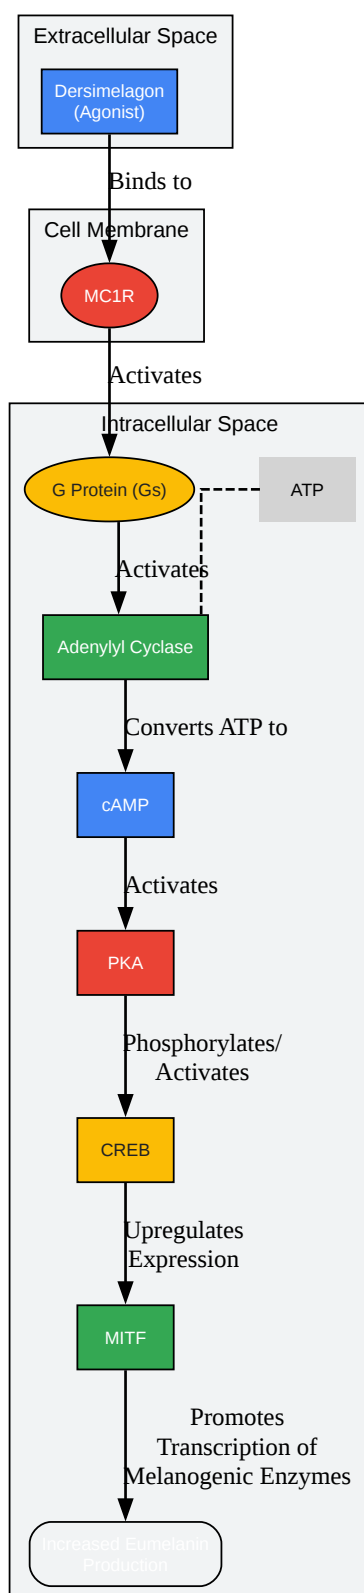 Extracellular Space
Dersimelagon
(Agonist)
Binds to
Cell Membrane
MC1R
Activates
Intracellular Space
G Protein (Gs)
ATP
Activates
Adenylyl Cyclase
Converts ATP to
cAMP
Activates
PKA
Phosphorylates/
Activates
CREB
Upregulates
Expression
MITF
Promotes
Transcription of
Melanogenic Enzymes
Increased Eumelanin
Production